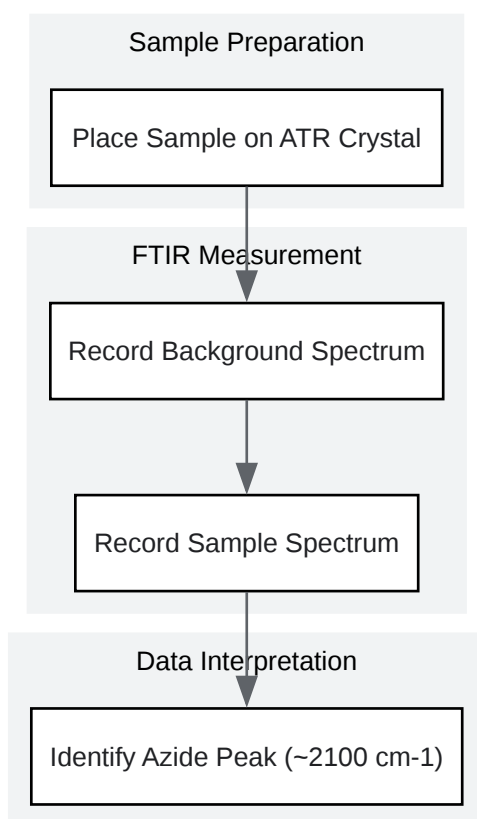 Sample Preparation
Place Sample on ATR Crystal
FTIR Measurement
Record Background Spectrum
Record Sample Spectrum
Data Interpretation
Identify Azide Peak (~2100 cm-1)